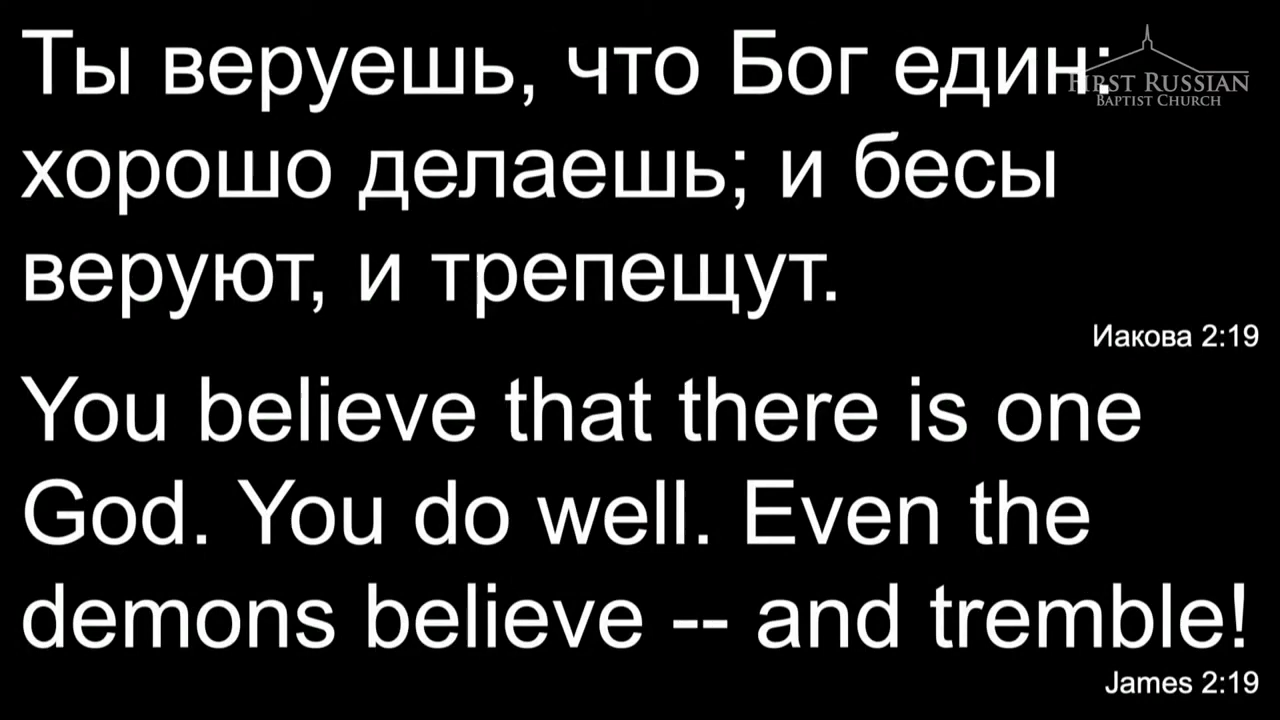 Ты веруешь, что Бог един:
FIRST RUSSIAN
BAPTIST CHURCH
хорошо делаешь; и бесы
веруют, и трепещут.
Иакова 2:19
You believe that there is one
God. You do well. Even the
demons believe -- and tremble!
James 2:19